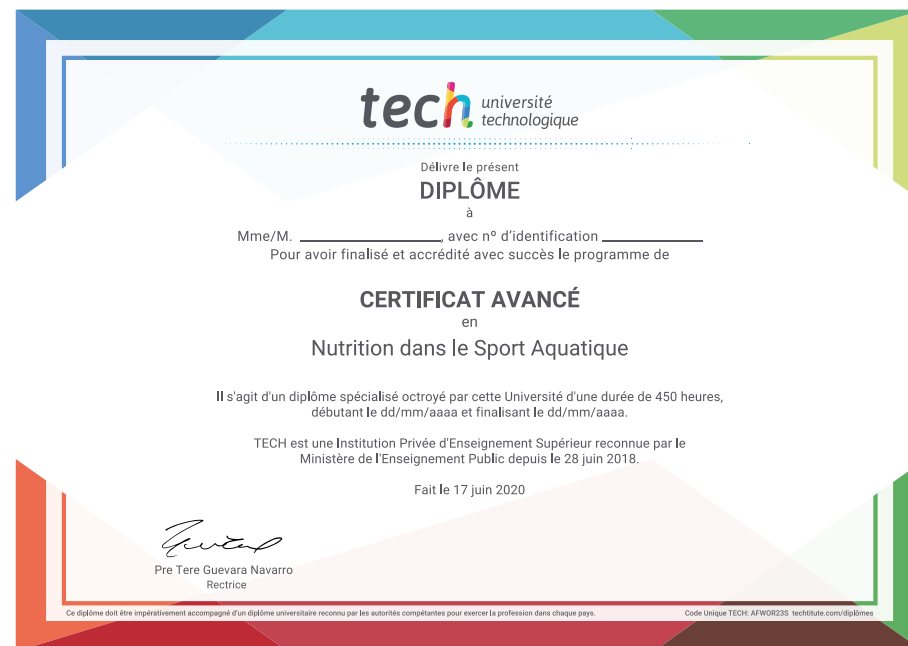 tech université
technologique
Délivre le présent
DIPLÔME
à
Mme/M. ____________, avec nº d'identification ____________
Pour avoir finalisé et accrédité avec succès le programme de
CERTIFICAT AVANCÉ
en
Nutrition dans le Sport Aquatique
Il s'agit d'un diplôme spécialisé octroyé par cette Université d'une durée de 450 heures,
débutant le dd/mm/aaaa et finalisant le dd/mm/aaaa.
TECH est une Institution Privée d'Enseignement Supérieur reconnue par le
Ministère de l'Enseignement Public depuis le 28 juin 2018.
Fait le 17 juin 2020
Pre Tere Guevara Navarro
Rectrice
Ce diplôme doit être impérativement accompagné d'un diplôme universitaire reconnu par les autorités compétentes pour exercer la profession dans chaque pays.
Code Unique TECH: AFWOR23S techtitute.com/diplômes